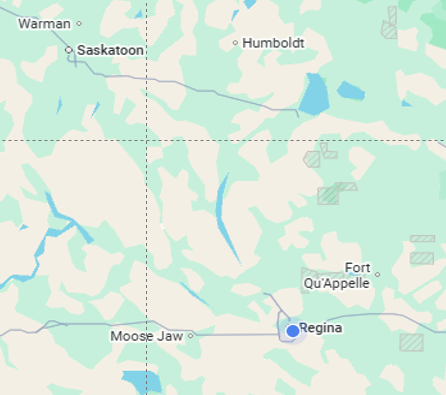 Warman
Saskatoon
Humboldt
Fort
Qu'Appelle
Regina
Moose Jaw